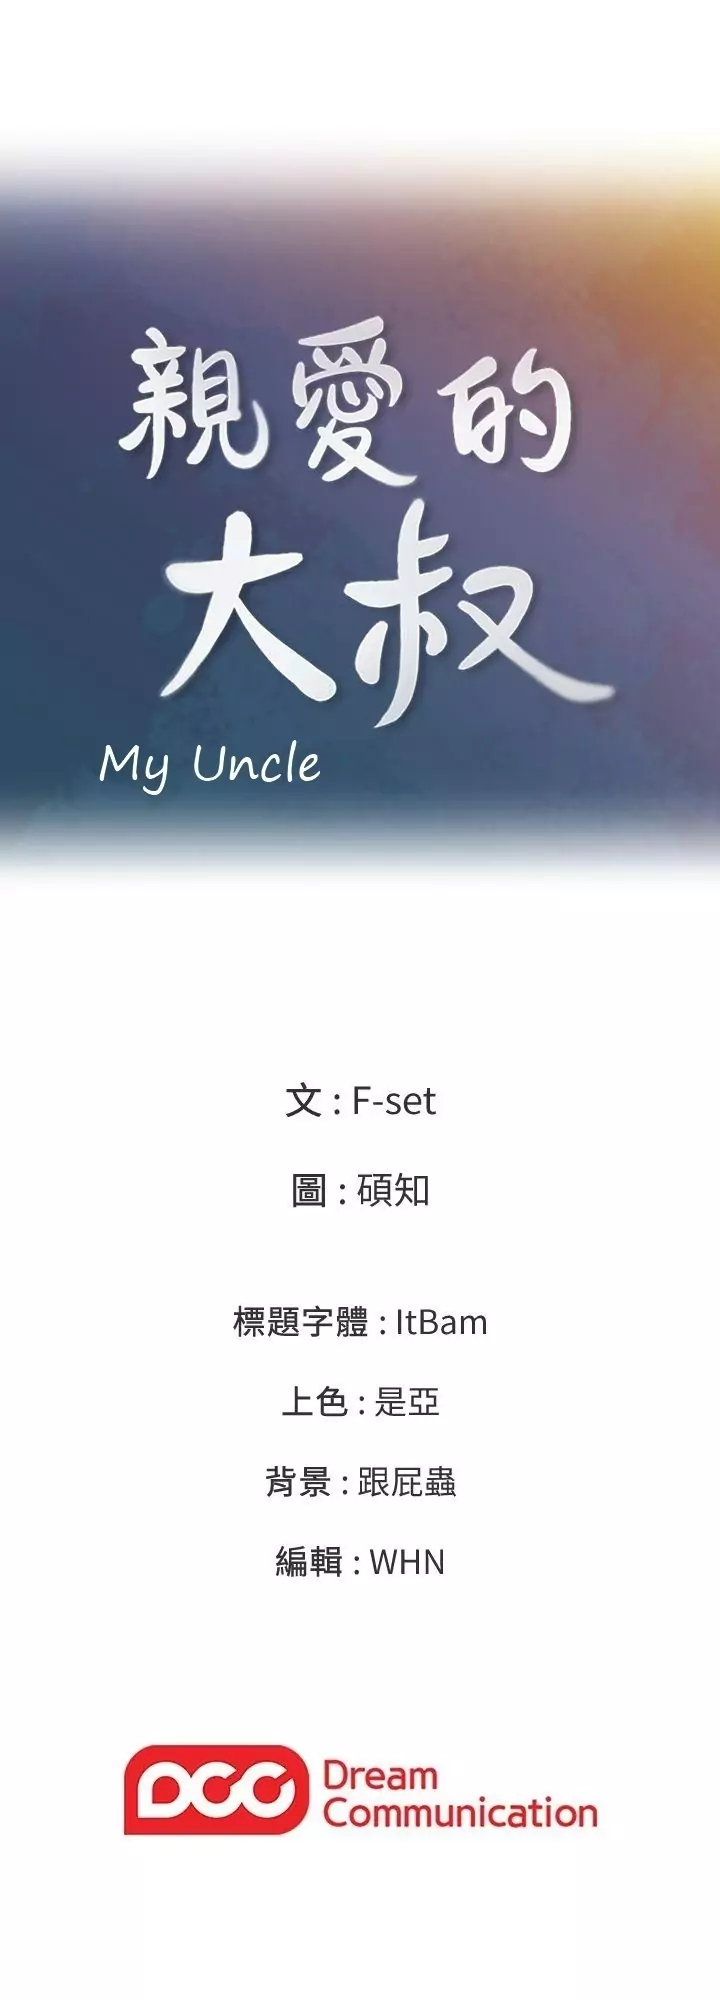 親愛的
大叔
My Uncle
文 : F-set
圖 : 碩知
標題字體 : ItBam
上色 : 是亞
背景 : 跟屁蟲
編輯 : WHN
DCC Dream
Communication